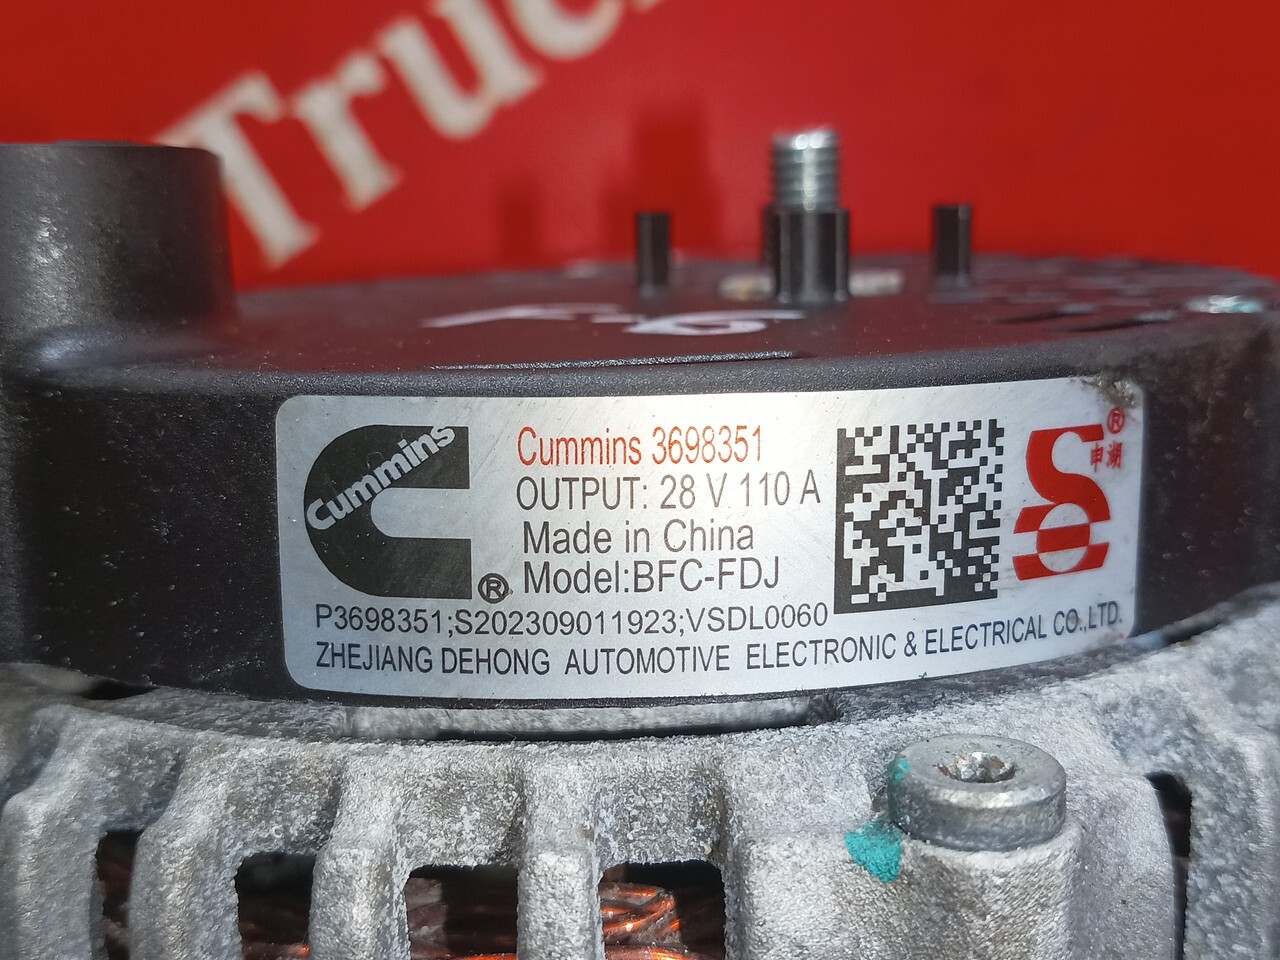 Truc
Cummins
®
Cummins 3698351
OUTPUT: 28 V 110 A
Made in China
Model:BFC-FDJ
P3698351;S202309011923;VSDL0060
ZHEJIANG DEHONG AUTOMOTIVE ELECTRONIC & ELECTRICAL CO.,LTD.
®
申湖